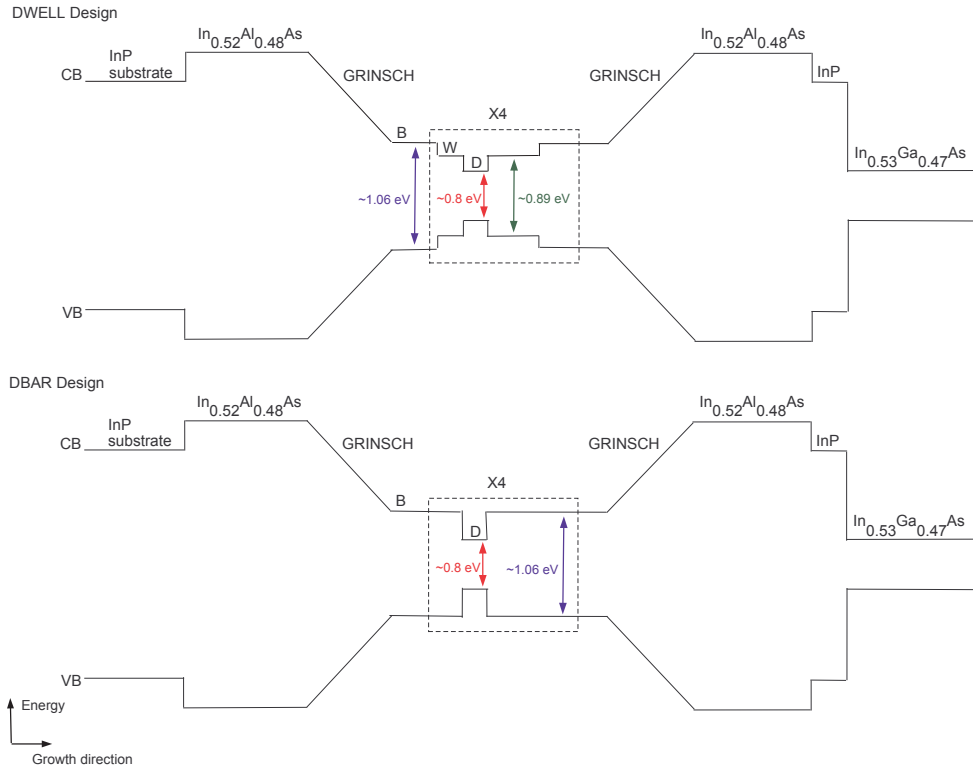 DWELL Design
In0.52Al0.48As
In0.52Al0.48As
InP
substrate
CB
GRINSCH
GRINSCH
InP
X4
B
W
D
In0.53Ga0.47As
~1.06 eV
~0.8 eV
~0.89 eV
VB
DBAR Design
In0.52Al0.48As
In0.52Al0.48As
InP
substrate
CB
GRINSCH
GRINSCH
InP
X4
B
D
In0.53Ga0.47As
~0.8 eV
~1.06 eV
VB
Energy
Growth direction